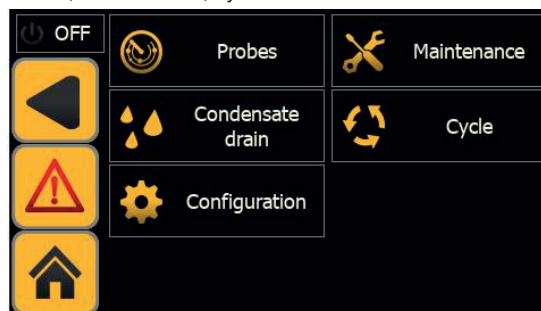 OFF
Probes
Maintenance
Condensate
drain
Cycle
Configuration